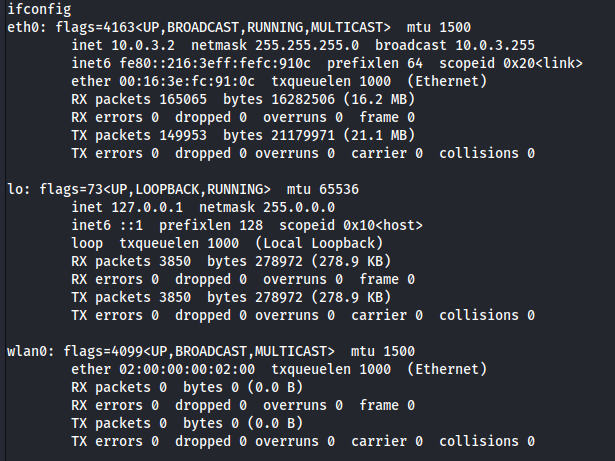 ifconfig
eth0: flags=4163<UP,BROADCAST,RUNNING,MULTICAST>  mtu 1500
        inet 10.0.3.2  netmask 255.255.255.0  broadcast 10.0.3.255
        inet6 fe80::216:3eff:fefc:910c  prefixlen 64  scopeid 0x20<link>
        ether 00:16:3e:fc:91:0c  txqueuelen 1000  (Ethernet)
        RX packets 165065  bytes 16282506 (16.2 MB)
        RX errors 0  dropped 0  overruns 0  frame 0
        TX packets 149953  bytes 21179971 (21.1 MB)
        TX errors 0  dropped 0 overruns 0  carrier 0  collisions 0

lo: flags=73<UP,LOOPBACK,RUNNING>  mtu 65536
        inet 127.0.0.1  netmask 255.0.0.0
        inet6 ::1  prefixlen 128  scopeid 0x10<host>
        loop  txqueuelen 1000  (Local Loopback)
        RX packets 3850  bytes 278972 (278.9 KB)
        RX errors 0  dropped 0  overruns 0  frame 0
        TX packets 3850  bytes 278972 (278.9 KB)
        TX errors 0  dropped 0 overruns 0  carrier 0  collisions 0

wlan0: flags=4099<UP,BROADCAST,MULTICAST>  mtu 1500
        ether 02:00:00:00:02:00  txqueuelen 1000  (Ethernet)
        RX packets 0  bytes 0 (0.0 B)
        RX errors 0  dropped 0  overruns 0  frame 0
        TX packets 0  bytes 0 (0.0 B)
        TX errors 0  dropped 0 overruns 0  carrier 0  collisions 0